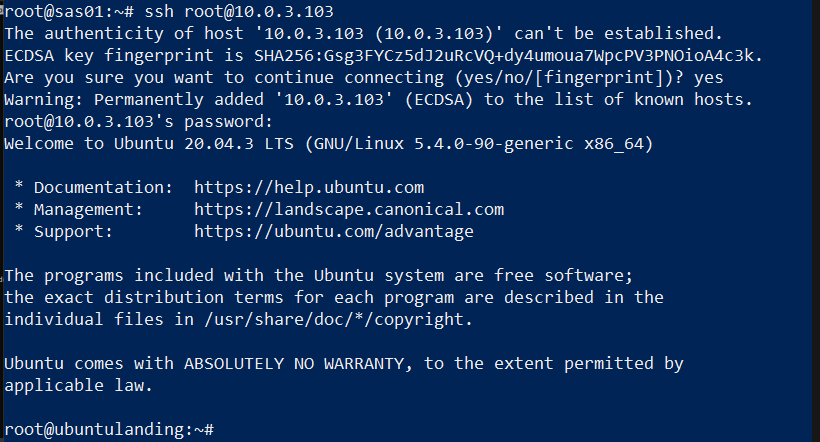 root@sas01:~# ssh root@10.0.3.103
The authenticity of host '10.0.3.103 (10.0.3.103)' can't be established.
ECDSA key fingerprint is SHA256:Gsg3FYCz5dJ2uRcVQ+dy4umoua7WpcPV3PNOioA4c3k.
Are you sure you want to continue connecting (yes/no/[fingerprint])? yes
Warning: Permanently added '10.0.3.103' (ECDSA) to the list of known hosts.
root@10.0.3.103's password:
Welcome to Ubuntu 20.04.3 LTS (GNU/Linux 5.4.0-90-generic x86_64)

 * Documentation:  https://help.ubuntu.com
 * Management:     https://landscape.canonical.com
 * Support:        https://ubuntu.com/advantage

The programs included with the Ubuntu system are free software;
the exact distribution terms for each program are described in the
individual files in /usr/share/doc/*/copyright.

Ubuntu comes with ABSOLUTELY NO WARRANTY, to the extent permitted by
applicable law.

root@ubuntulanding:~#